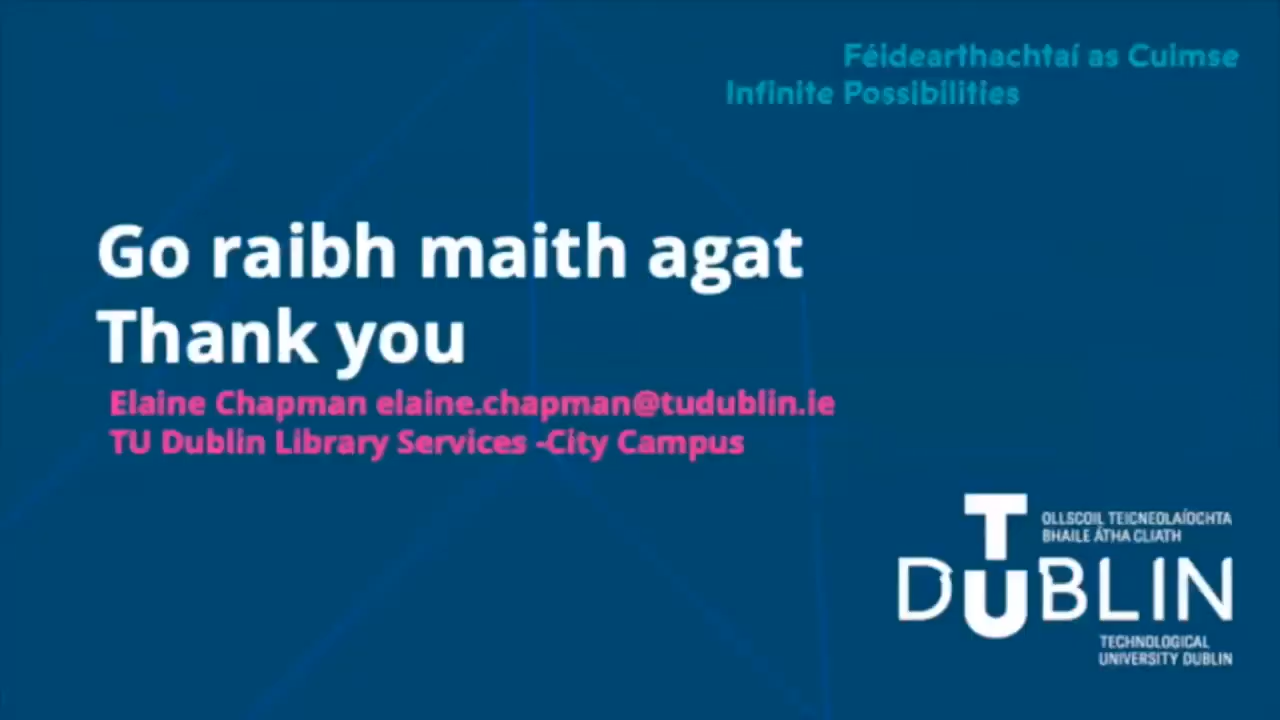 Féidearthachtaí as Cuimse
Infinite Possibilities
Go raibh maith agat
Thank you
Elaine Chapman elaine.chapman@tudublin.ie
TU Dublin Library Services -City Campus
OLLSCOIL TEICNEOLAÍOCHTA
BHAILE ÁTHA CLIATH
TU DUBLIN
TECHNOLOGICAL
UNIVERSITY DUBLIN